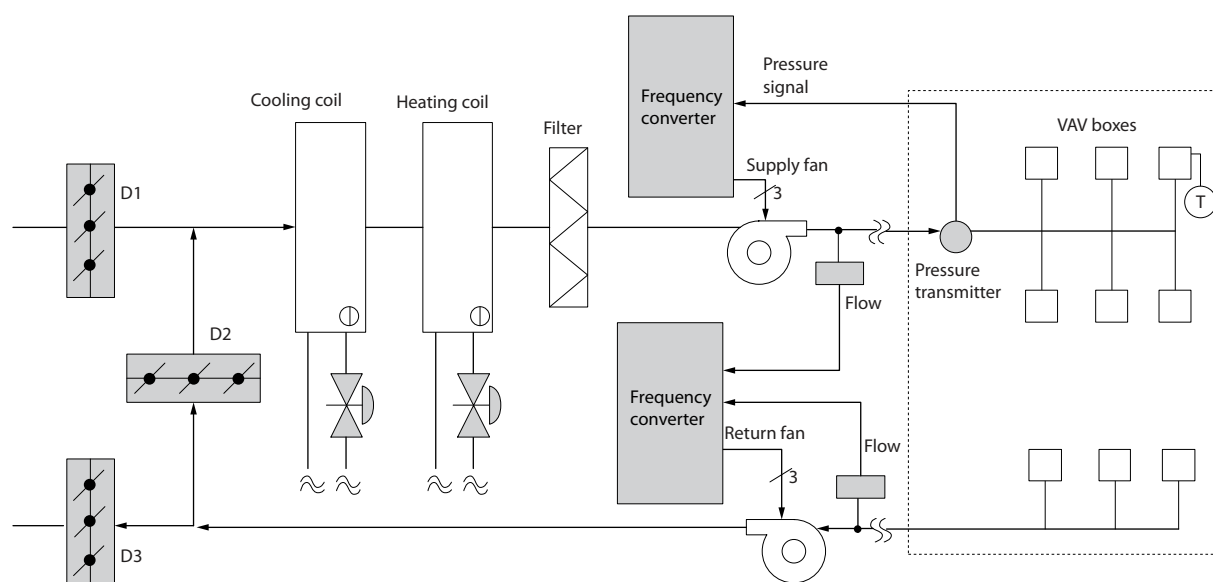 Cooling coil
Heating coil
Filter
Frequency
converter
Pressure
signal
VAV boxes
D1
Supply fan
3
T
Pressure
transmitter
Flow
D2
Frequency
converter
Return fan
Flow
3
D3